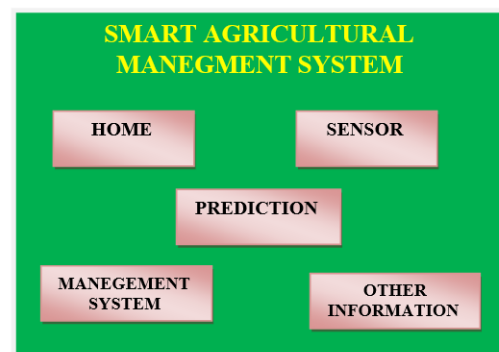 SMART AGRICULTURAL
MANEGMENT SYSTEM
HOME
SENSOR
PREDICTION
MANEGEMENT
SYSTEM
OTHER
INFORMATION